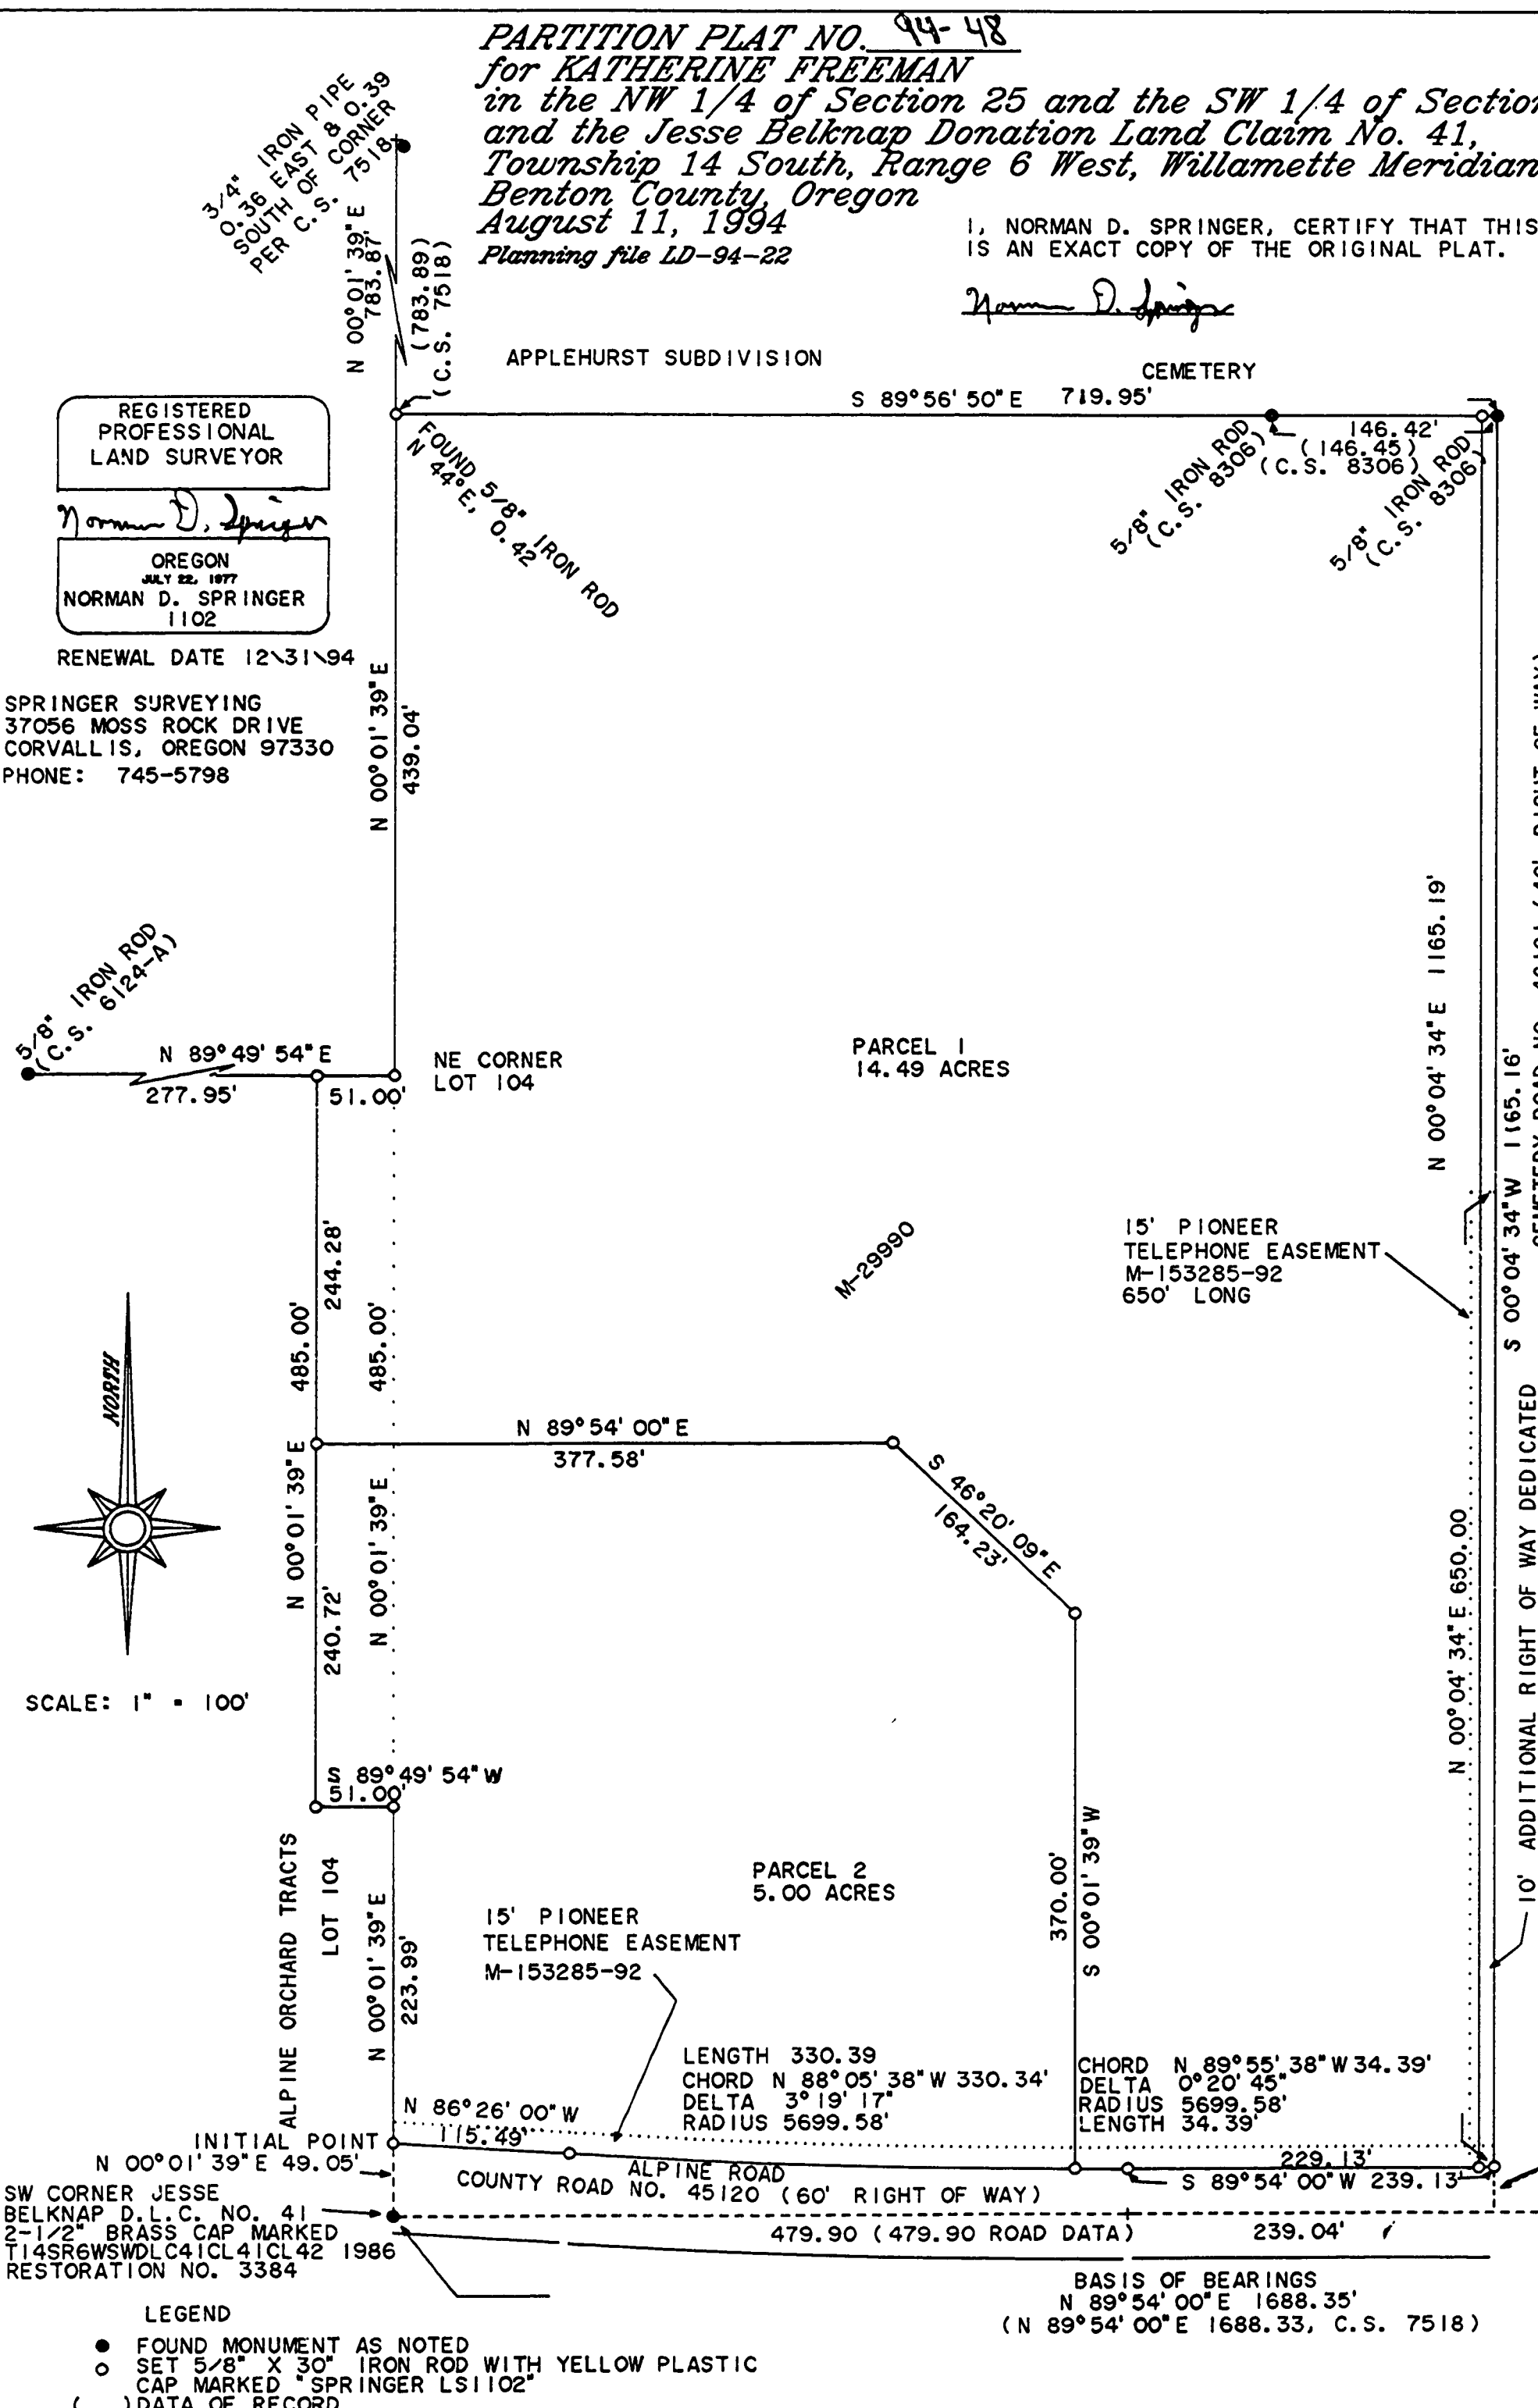 PARTITION PLAT NO. 94-48
for KATHERINE FREEMAN
in the NW 1/4 of Section 25 and the SW 1/4 of Section
and the Jesse Belknap Donation Land Claim No. 41,
Township 14 South, Range 6 West, Willamette Meridian
Benton County, Oregon
August 11, 1994
Planning file LD-94-22
I, NORMAN D. SPRINGER, CERTIFY THAT THIS
IS AN EXACT COPY OF THE ORIGINAL PLAT.
Norman D. Springer
3/4" IRON PIPE
0.36 EAST & 0.39
SOUTH OF CORNER
PER C.S. 7518
N 00°01'39"E
783.87'
(783.89)
(C.S. 7518)
APPLEHURST SUBDIVISION
CEMETERY
S 89°56'50"E 719.95'
146.42'
(146.45)
(C.S. 8306)
5/8" IRON ROD
(C.S. 8306)
5/8" IRON ROD
(C.S. 8306)
FOUND 5/8" IRON ROD
N 44°E, 0.42
REGISTERED
PROFESSIONAL
LAND SURVEYOR
Norman D. Springer
OREGON
JULY 22, 1977
NORMAN D. SPRINGER
1102
RENEWAL DATE 12\31\94
SPRINGER SURVEYING
37056 MOSS ROCK DRIVE
CORVALLIS, OREGON 97330
PHONE: 745-5798
N 00°01'39"E
439.04'
5/8" IRON ROD
(C.S. 6124-A)
N 89°49'54"E
277.95'
51.00'
NE CORNER
LOT 104
PARCEL 1
14.49 ACRES
N 00°04'34"E 1165.19'
S 00°04'34"W 1165.16'
M-29990
15' PIONEER
TELEPHONE EASEMENT
M-153285-92
650' LONG
244.28'
485.00'
485.00'
NORTH
N 89°54'00"E
377.58'
S 46°20'09"E
164.23'
N 00°01'39"E
240.72'
N 00°01'39"E
N 00°04'34"E 650.00
10' ADDITIONAL RIGHT OF WAY DEDICATED
SCALE: 1" = 100'
S 89°49'54"W
51.00'
ALPINE ORCHARD TRACTS
LOT 104
N 00°01'39"E
223.99'
PARCEL 2
5.00 ACRES
370.00'
S 00°01'39"W
15' PIONEER
TELEPHONE EASEMENT
M-153285-92
LENGTH 330.39
CHORD N 88°05'38"W 330.34'
DELTA 3°19'17"
RADIUS 5699.58'
CHORD N 89°55'38"W 34.39'
DELTA 0°20'45"
RADIUS 5699.58'
LENGTH 34.39'
N 86°26'00"W
115.49'
INITIAL POINT
N 00°01'39"E 49.05'
229.13'
S 89°54'00"W 239.13'
ALPINE ROAD
COUNTY ROAD NO. 45120 (60' RIGHT OF WAY)
SW CORNER JESSE
BELKNAP D.L.C. NO. 41
2-1/2" BRASS CAP MARKED
T14SR6WSWDLC41CL41CL42 1986
RESTORATION NO. 3384
479.90 (479.90 ROAD DATA)
239.04'
BASIS OF BEARINGS
N 89°54'00"E 1688.35'
(N 89°54'00"E 1688.33, C.S. 7518)
LEGEND
FOUND MONUMENT AS NOTED
SET 5/8" X 30" IRON ROD WITH YELLOW PLASTIC
CAP MARKED "SPRINGER LS1102"
( ) DATA OF RECORD